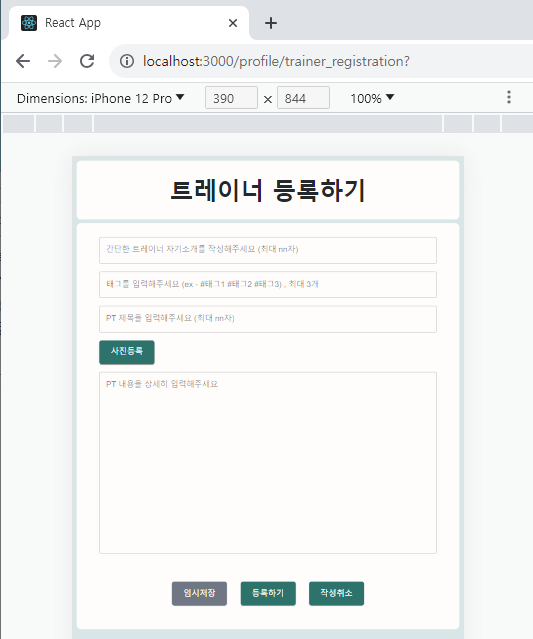 React App
localhost:3000/profile/trainer_registration?
Dimensions: iPhone 12 Pro 390 × 844 100%
트레이너 등록하기
간단한 트레이너 자기소개를 작성해주세요 (최대 nn자)
태그를 입력해주세요 (ex - #태그1 #태그2 #태그3) , 최대 3개
PT 제목을 입력해주세요 (최대 nn자)
사진등록
PT 내용을 상세히 입력해주세요
임시저장 등록하기 작성취소